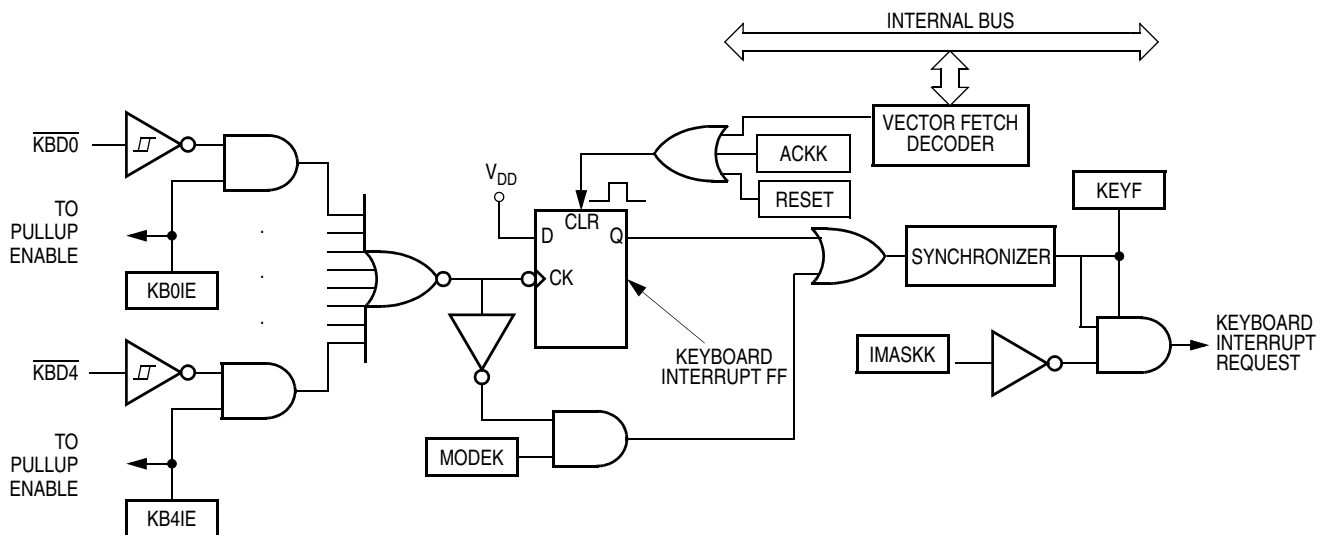 INTERNAL BUS
VECTOR FETCH
DECODER
ACKK
RESET
KEYF
KBD0
TO
PULLUP
ENABLE
KB0IE
VDD
CLR
D
Q
CK
SYNCHRONIZER
KEYBOARD
INTERRUPT FF
IMASKK
KEYBOARD
INTERRUPT
REQUEST
KBD4
TO
PULLUP
ENABLE
KB4IE
MODEK